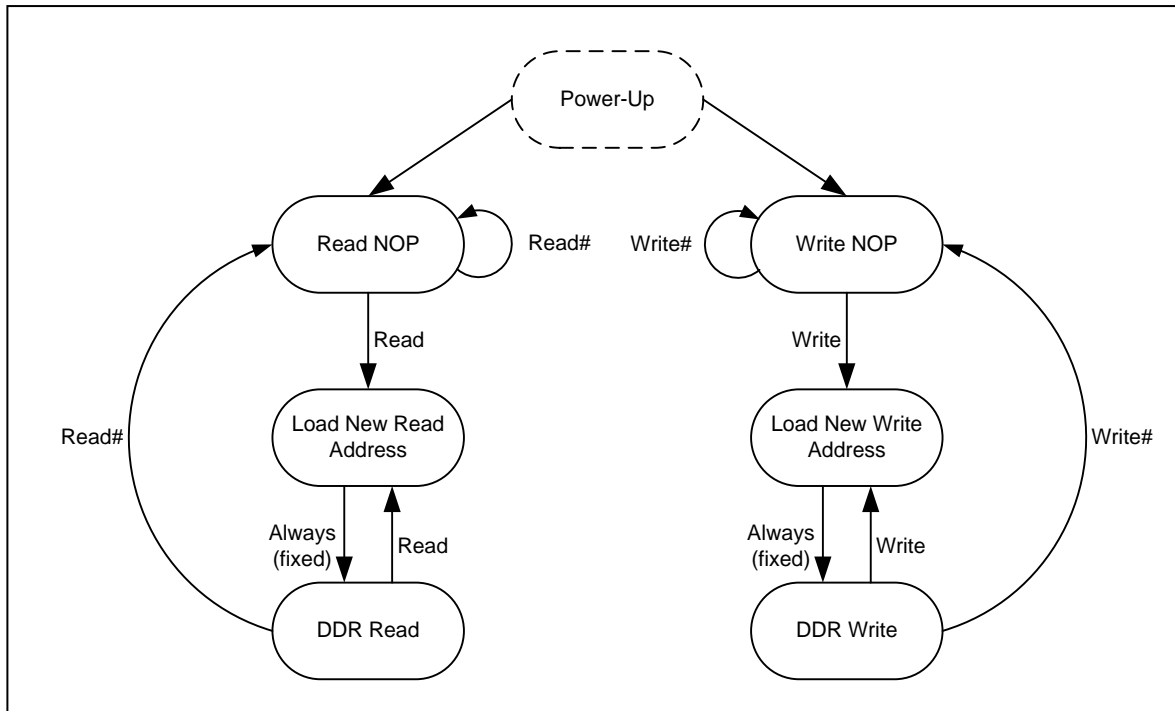 Power-Up
Read NOP
Read#
Write#
Write NOP
Read
Write
Read#
Load New Read
Address
Load New Write
Address
Write#
Always
(fixed)
Read
Always
(fixed)
Write
DDR Read
DDR Write